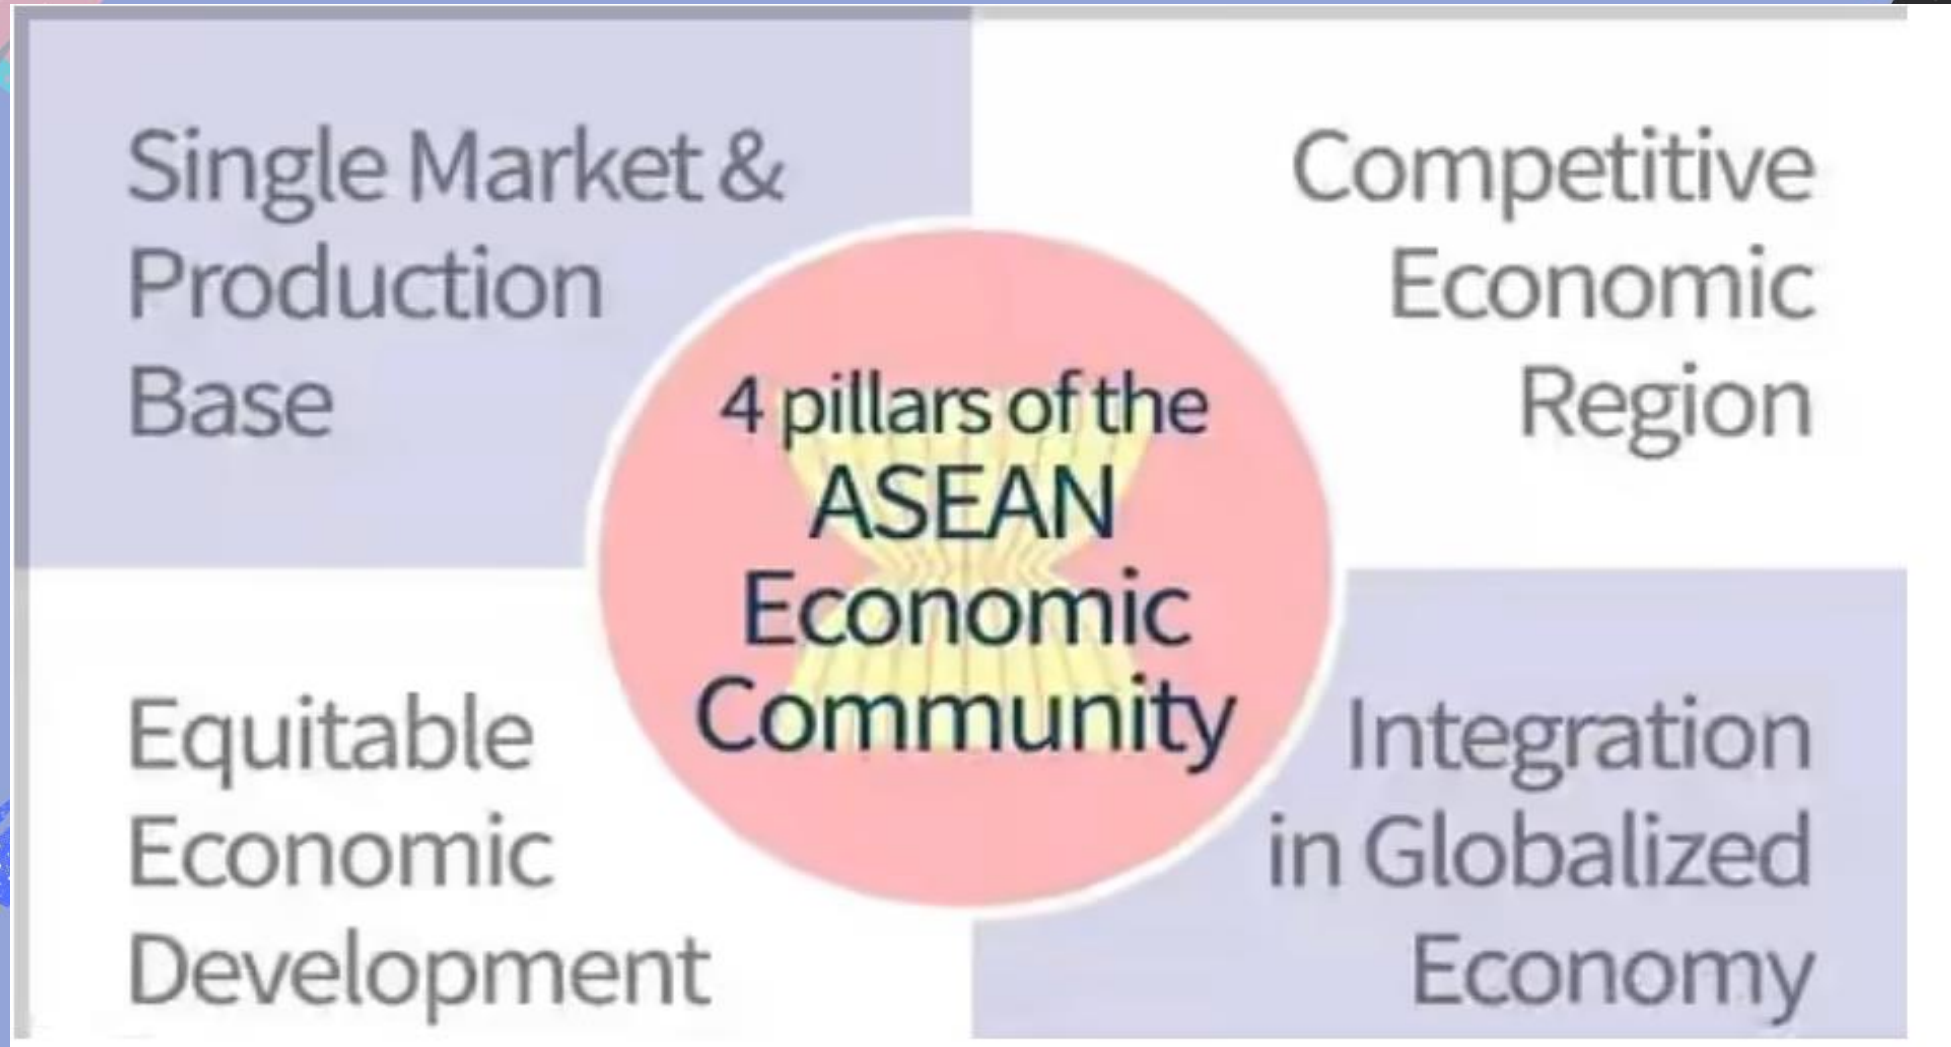 Single Market &
Production
Base
Competitive
Economic
Region
4 pillars of the
ASEAN
Economic
Community
Equitable
Economic
Development
Integration
in Globalized
Economy